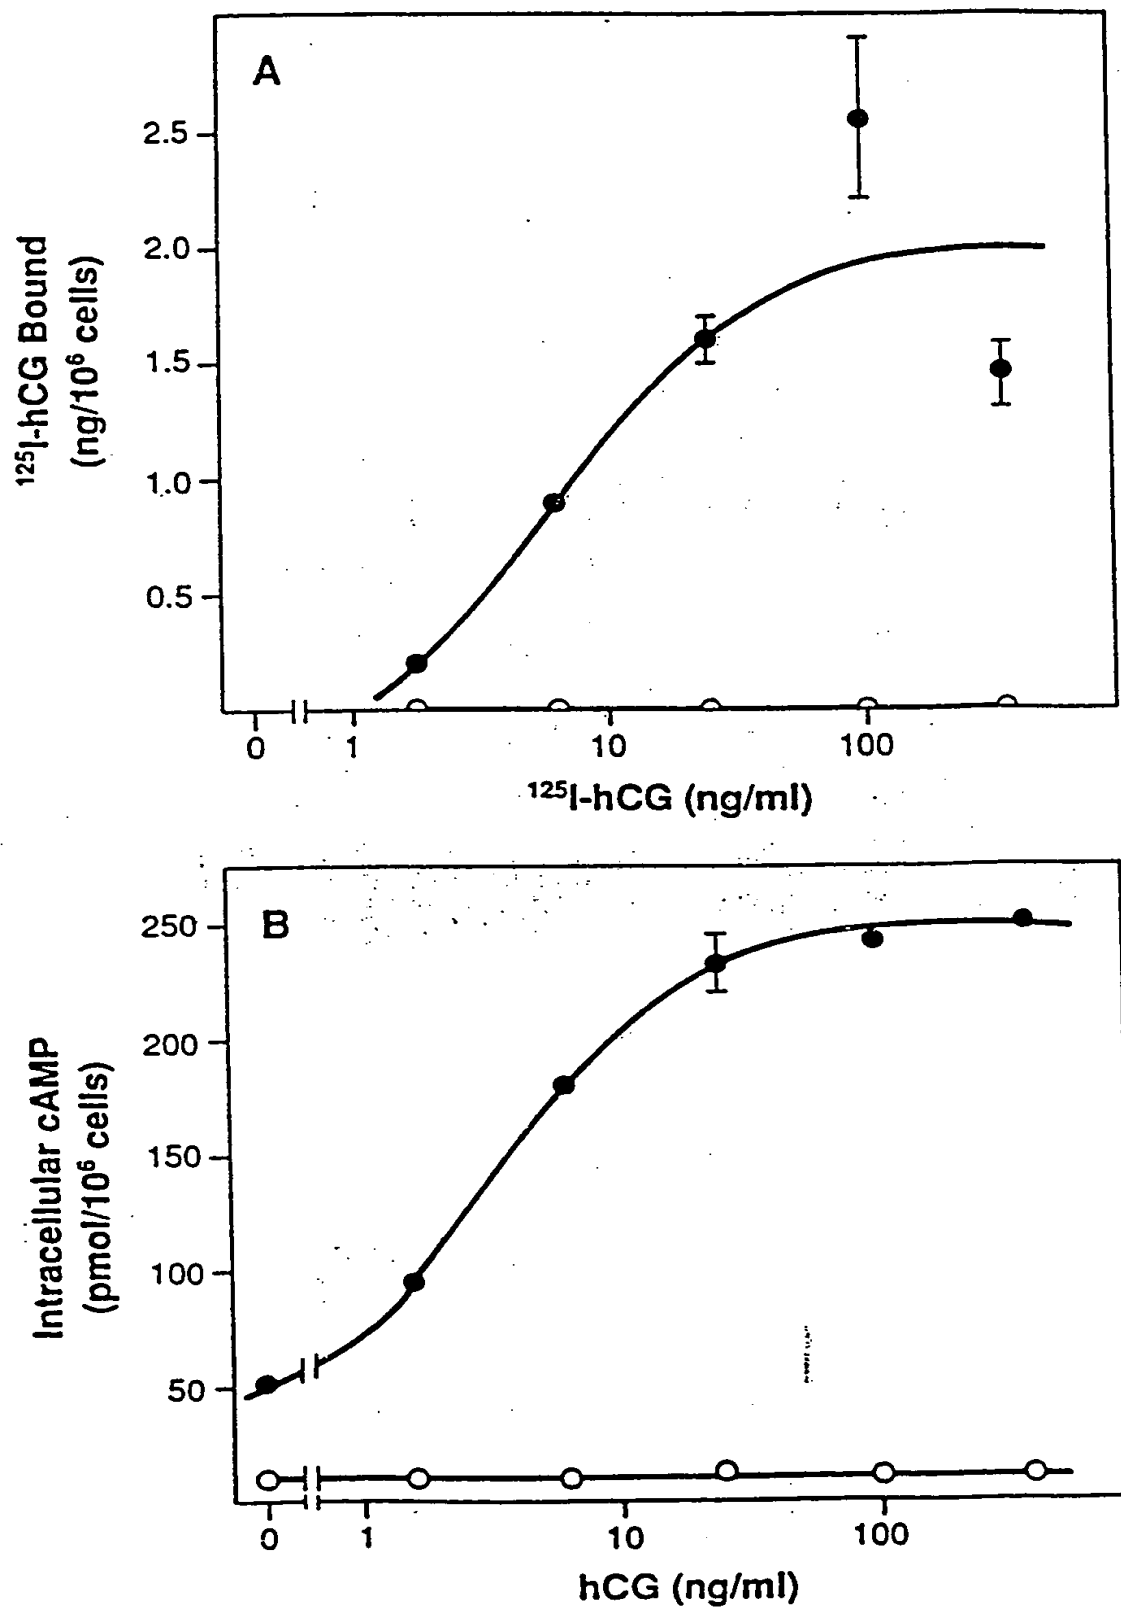 A
2.5
2.0
1.5
1.0
0.5
¹²⁵I-hCG Bound
(ng/10⁶ cells)
0 1 10 100
¹²⁵I-hCG (ng/ml)
B
250
200
150
100
50
Intracellular cAMP
(pmol/10⁶ cells)
0 1 10 100
hCG (ng/ml)